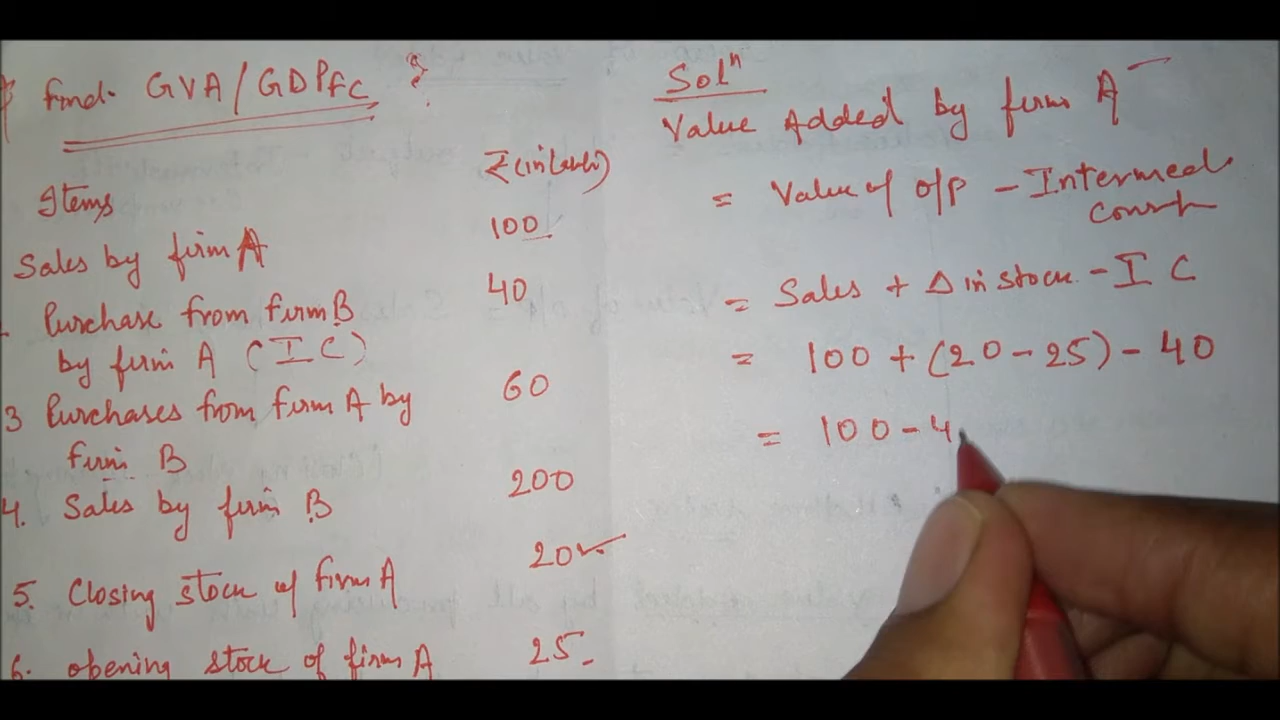 find. GVA/GDPFC ?
Items ₹(in lakh)
Sales by firm A 100
Purchase from firm B 40
by firm A (IC)
3 Purchases from firm A by 60
firm B
4. Sales by firm B 200
5. Closing stock of firm A 20
6. opening stock of firm A 25
Solⁿ
Value Added by firm A
= Value of o/p - Intermed
= Sales + Δ in stock - IC
= 100 + (20 - 25) - 40
= 100 - 4